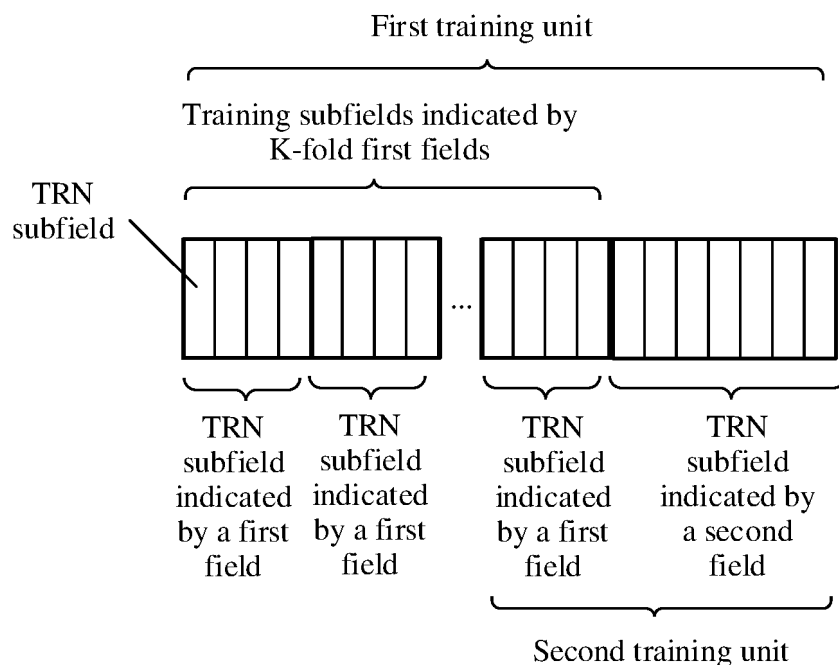 First training unit
Training subfields indicated by
K-fold first fields
TRN
subfield
...
TRN
subfield
indicated
by a first
field
TRN
subfield
indicated
by a first
field
TRN
subfield
indicated
by a first
field
TRN
subfield
indicated by
a second
field
Second training unit